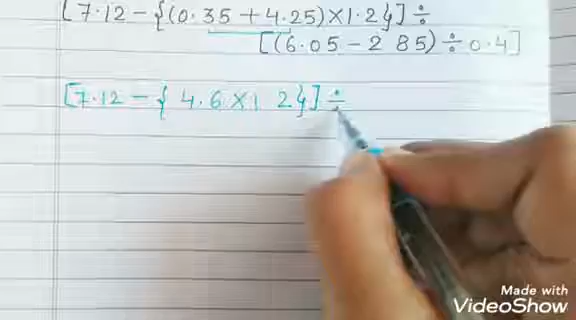 [7.12 - {(0.35 + 4.25) × 1.2}] ÷
[(6.05 - 2 85) ÷ 0.4]
[7.12 - { 4.6 × 1 2}] ÷
Made with
VideoShow